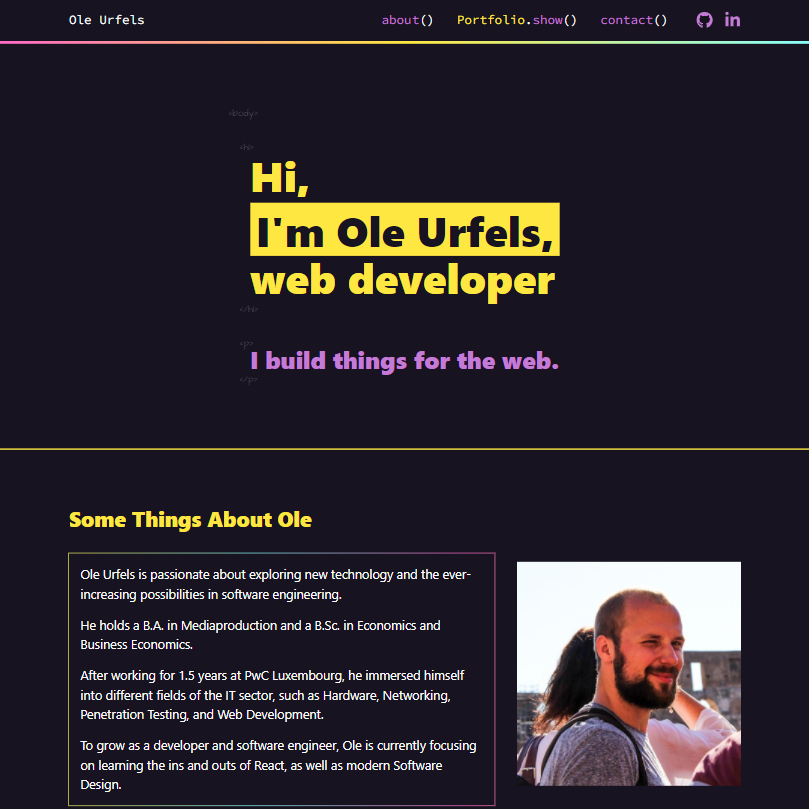 Ole Urfels
about() Portfolio.show() contact()
<body>
<h1>
Hi,
I'm Ole Urfels,
web developer
</h1>
<p>
I build things for the web.
</p>
Some Things About Ole
Ole Urfels is passionate about exploring new technology and the ever-
increasing possibilities in software engineering.
He holds a B.A. in Mediaproduction and a B.Sc. in Economics and
Business Economics.
After working for 1.5 years at PwC Luxembourg, he immersed himself
into different fields of the IT sector, such as Hardware, Networking,
Penetration Testing, and Web Development.
To grow as a developer and software engineer, Ole is currently focusing
on learning the ins and outs of React, as well as modern Software
Design.